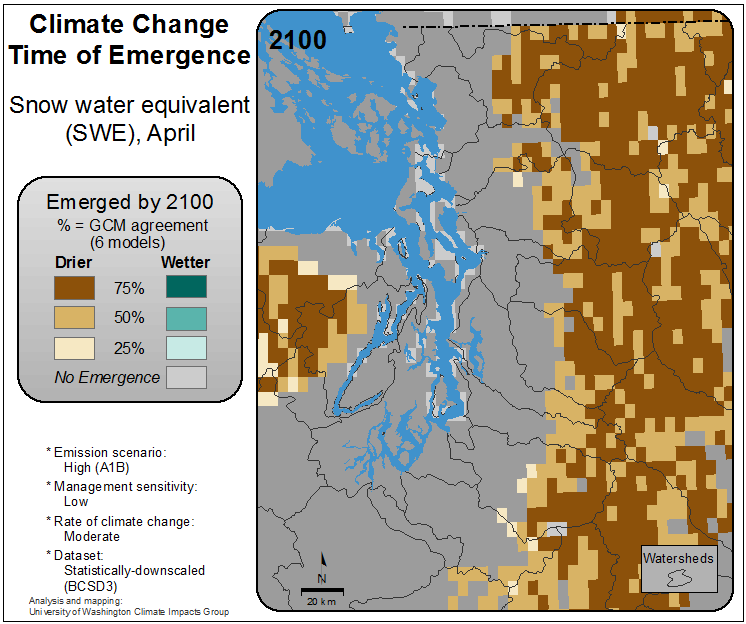 Climate Change
Time of Emergence
Snow water equivalent
(SWE), April
Emerged by 2100
% = GCM agreement
(6 models)
Drier Wetter
75%
50%
25%
No Emergence
* Emission scenario:
High (A1B)
* Management sensitivity:
Low
* Rate of climate change:
Moderate
* Dataset:
Statistically-downscaled
(BCSD3)
Analysis and mapping:
University of Washington Climate Impacts Group
2100
N
20 km
Watersheds